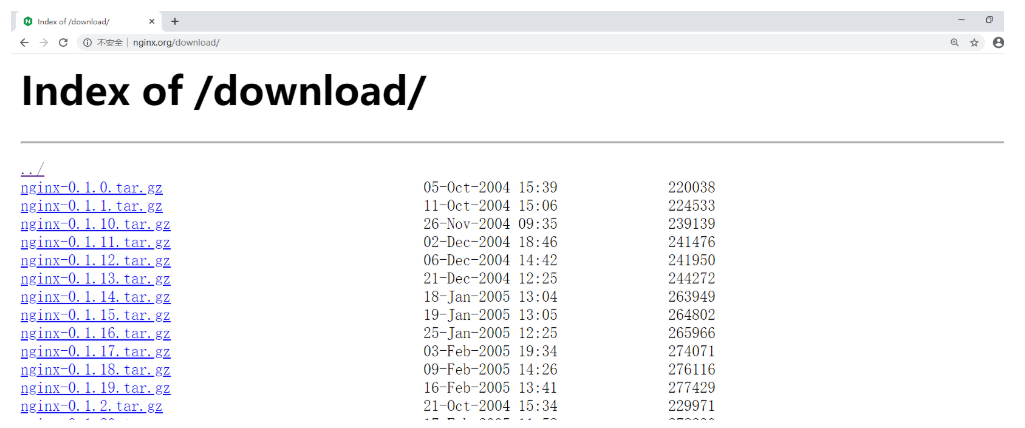 Index of /download/
不安全 | nginx.org/download/
Index of /download/
../
nginx-0.1.0.tar.gz 05-Oct-2004 15:39 220038
nginx-0.1.1.tar.gz 11-Oct-2004 15:06 224533
nginx-0.1.10.tar.gz 26-Nov-2004 09:35 239139
nginx-0.1.11.tar.gz 02-Dec-2004 18:46 241476
nginx-0.1.12.tar.gz 06-Dec-2004 14:42 241950
nginx-0.1.13.tar.gz 21-Dec-2004 12:25 244272
nginx-0.1.14.tar.gz 18-Jan-2005 13:04 263949
nginx-0.1.15.tar.gz 19-Jan-2005 13:05 264802
nginx-0.1.16.tar.gz 25-Jan-2005 12:25 265966
nginx-0.1.17.tar.gz 03-Feb-2005 19:34 274071
nginx-0.1.18.tar.gz 09-Feb-2005 14:26 276116
nginx-0.1.19.tar.gz 16-Feb-2005 13:41 277429
nginx-0.1.2.tar.gz 21-Oct-2004 15:34 229971